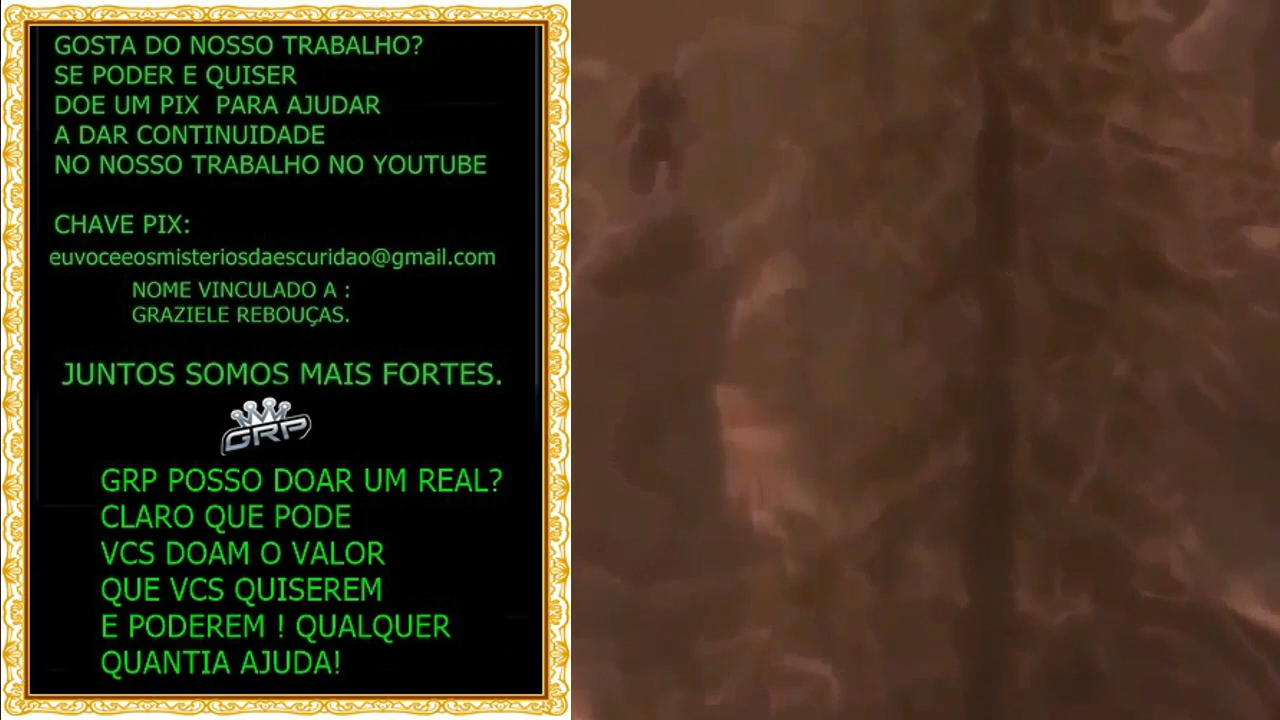 GOSTA DO NOSSO TRABALHO?
SE PODER E QUISER
DOE UM PIX PARA AJUDAR
A DAR CONTINUIDADE
NO NOSSO TRABALHO NO YOUTUBE
CHAVE PIX:
euvoceeosmisteriosdaescuridao@gmail.com
NOME VINCULADO A :
GRAZIELE REBOUÇAS.
JUNTOS SOMOS MAIS FORTES.
GRP
GRP POSSO DOAR UM REAL?
CLARO QUE PODE
VCS DOAM O VALOR
QUE VCS QUISEREM
E PODEREM ! QUALQUER
QUANTIA AJUDA!